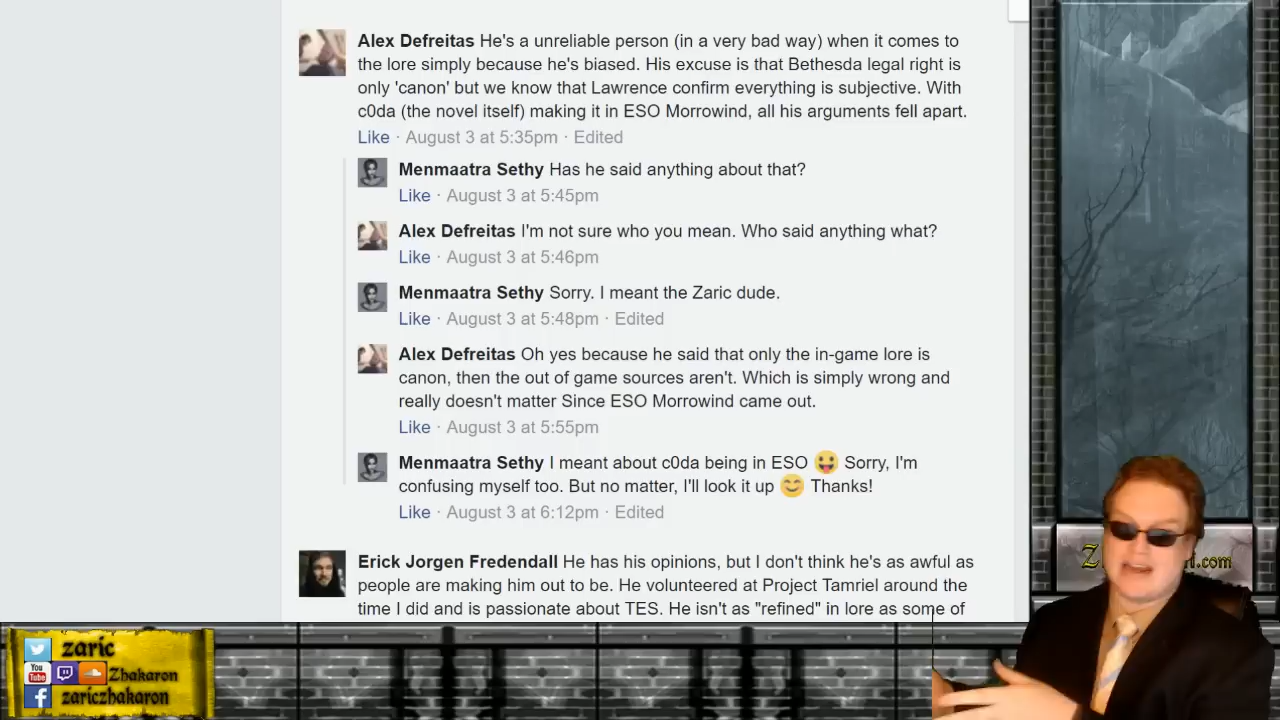 Alex Defreitas He's a unreliable person (in a very bad way) when it comes to
the lore simply because he's biased. His excuse is that Bethesda legal right is
only 'canon' but we know that Lawrence confirm everything is subjective. With
c0da (the novel itself) making it in ESO Morrowind, all his arguments fell apart.
Like · August 3 at 5:35pm · Edited
Menmaatra Sethy Has he said anything about that?
Like · August 3 at 5:45pm
Alex Defreitas I'm not sure who you mean. Who said anything what?
Like · August 3 at 5:46pm
Menmaatra Sethy Sorry. I meant the Zaric dude.
Like · August 3 at 5:48pm · Edited
Alex Defreitas Oh yes because he said that only the in-game lore is
canon, then the out of game sources aren't. Which is simply wrong and
really doesn't matter Since ESO Morrowind came out.
Like · August 3 at 5:55pm
Menmaatra Sethy I meant about c0da being in ESO 😛 Sorry, I'm
confusing myself too. But no matter, I'll look it up 😊 Thanks!
Like · August 3 at 6:12pm · Edited
Erick Jorgen Fredendall He has his opinions, but I don't think he's as awful as
people are making him out to be. He volunteered at Project Tamriel around the
time I did and is passionate about TES. He isn't as "refined" in lore as some of
zaric
You Tube Zhakaron
zariczhakaron